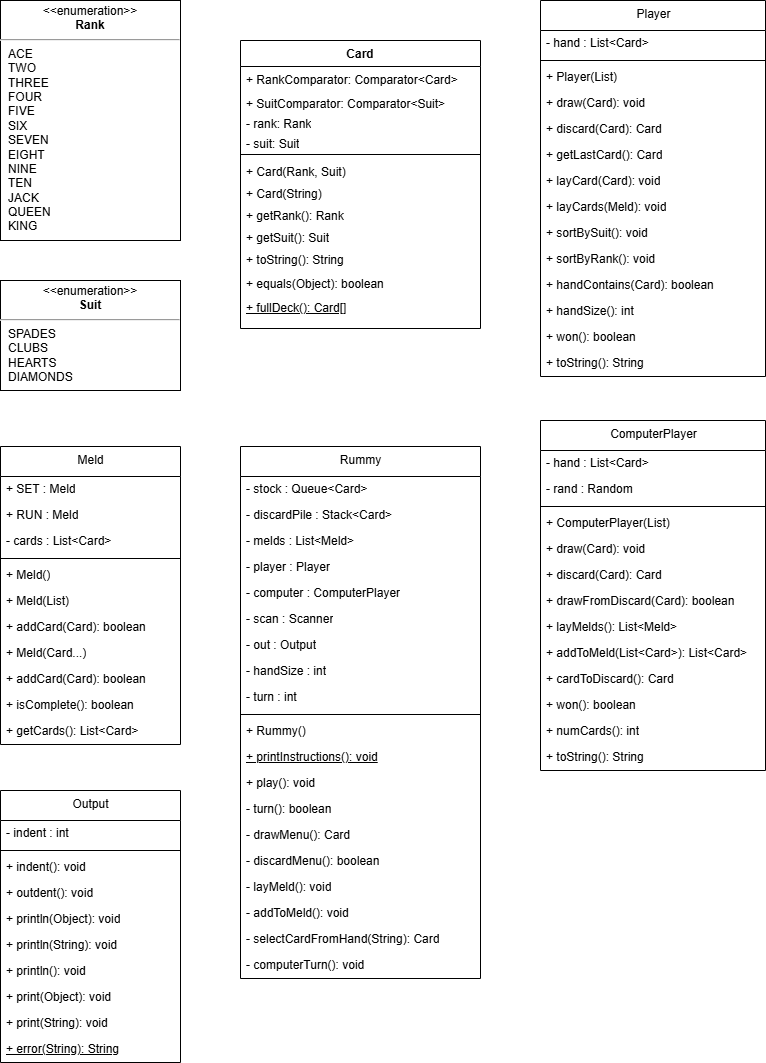 <<enumeration>>
Rank
ACE
TWO
THREE
FOUR
FIVE
SIX
SEVEN
EIGHT
NINE
TEN
JACK
QUEEN
KING
<<enumeration>>
Suit
SPADES
CLUBS
HEARTS
DIAMONDS
Card
+ RankComparator: Comparator<Card>
+ SuitComparator: Comparator<Suit>
- rank: Rank
- suit: Suit
+ Card(Rank, Suit)
+ Card(String)
+ getRank(): Rank
+ getSuit(): Suit
+ toString(): String
+ equals(Object): boolean
+ fullDeck(): Card[]
Player
- hand : List<Card>
+ Player(List)
+ draw(Card): void
+ discard(Card): Card
+ getLastCard(): Card
+ layCard(Card): void
+ layCards(Meld): void
+ sortBySuit(): void
+ sortByRank(): void
+ handContains(Card): boolean
+ handSize(): int
+ won(): boolean
+ toString(): String
Meld
+ SET : Meld
+ RUN : Meld
- cards : List<Card>
+ Meld()
+ Meld(List)
+ addCard(Card): boolean
+ Meld(Card...)
+ addCard(Card): boolean
+ isComplete(): boolean
+ getCards(): List<Card>
Rummy
- stock : Queue<Card>
- discardPile : Stack<Card>
- melds : List<Meld>
- player : Player
- computer : ComputerPlayer
- scan : Scanner
- out : Output
- handSize : int
- turn : int
+ Rummy()
+ printInstructions(): void
+ play(): void
- turn(): boolean
- drawMenu(): Card
- discardMenu(): boolean
- layMeld(): void
- addToMeld(): void
- selectCardFromHand(String): Card
- computerTurn(): void
ComputerPlayer
- hand : List<Card>
- rand : Random
+ ComputerPlayer(List)
+ draw(Card): void
+ discard(Card): Card
+ drawFromDiscard(Card): boolean
+ layMelds(): List<Meld>
+ addToMeld(List<Card>): List<Card>
+ cardToDiscard(): Card
+ won(): boolean
+ numCards(): int
+ toString(): String
Output
- indent : int
+ indent(): void
+ outdent(): void
+ println(Object): void
+ println(String): void
+ println(): void
+ print(Object): void
+ print(String): void
+ error(String): String